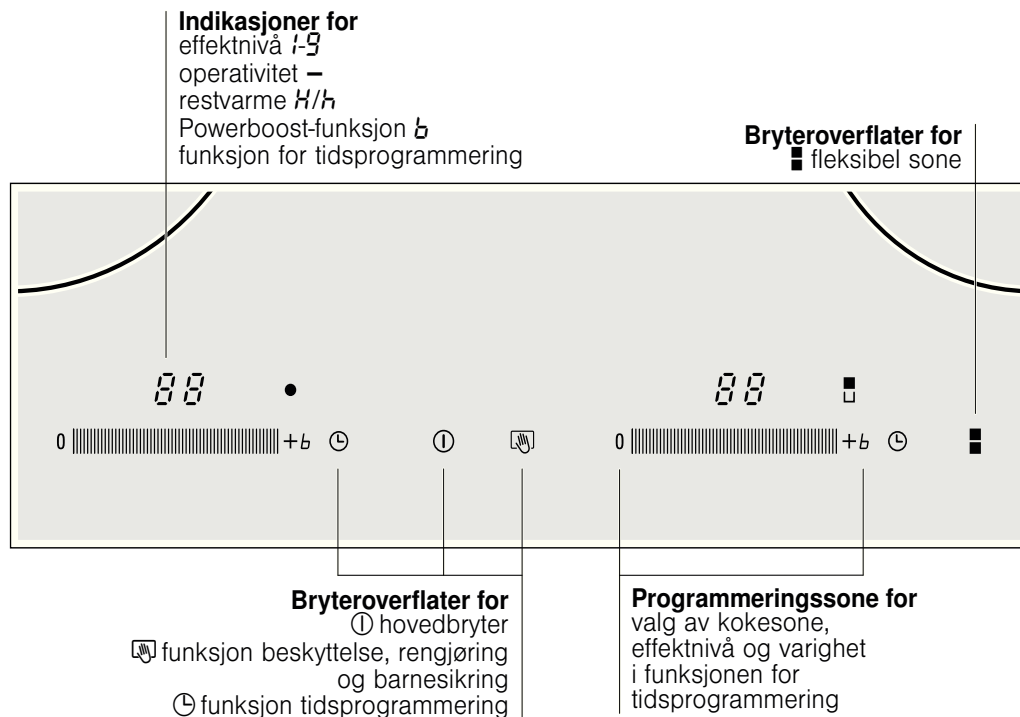 Indikasjoner for
effektnivå 1-9
operativitet –
restvarme H/h
Powerboost-funksjon b
funksjon for tidsprogrammering
Bryteroverflater for
fleksibel sone
88
88
0 +b
0 +b
Bryteroverflater for
hovedbryter
funksjon beskyttelse, rengjøring
og barnesikring
funksjon tidsprogrammering
Programmeringssone for
valg av kokesone,
effektnivå og varighet
i funksjonen for
tidsprogrammering